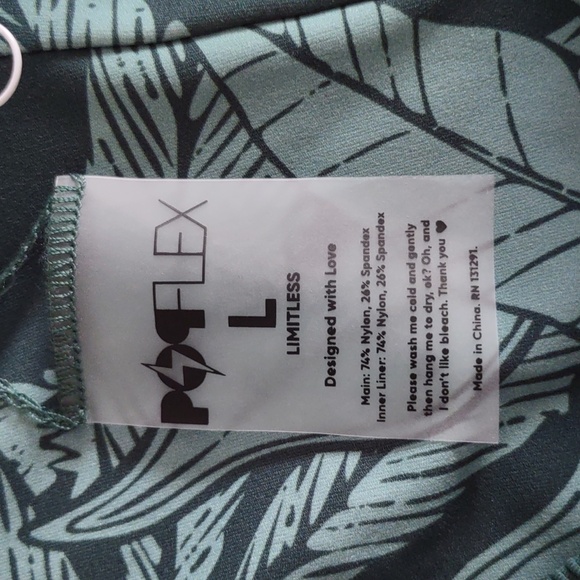 POPFLEX
L
LIMITLESS
Designed with Love
Main: 74% Nylon, 26% Spandex
Inner Liner: 74% Nylon, 26% Spandex
Please wash me cold and gently
then hang me to dry, ok? Oh, and
I don't like bleach. Thank you ♥
Made in China. RN 131291.